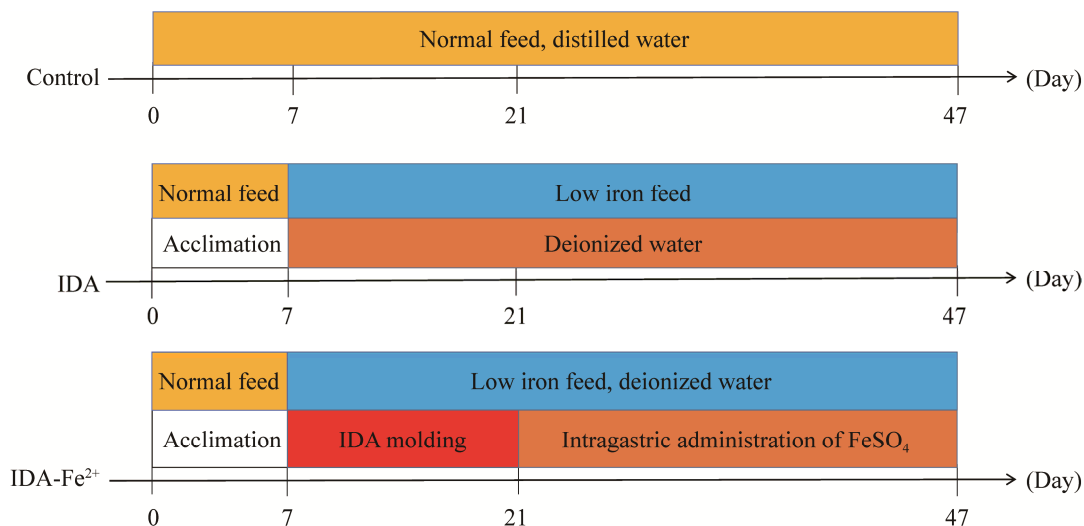 Normal feed, distilled water
Control (Day)
0 7 21 47
Normal feed Low iron feed
Acclimation Deionized water
IDA (Day)
0 7 21 47
Normal feed Low iron feed, deionized water
Acclimation IDA molding Intragastric administration of FeSO₄
IDA-Fe²⁺ (Day)
0 7 21 47